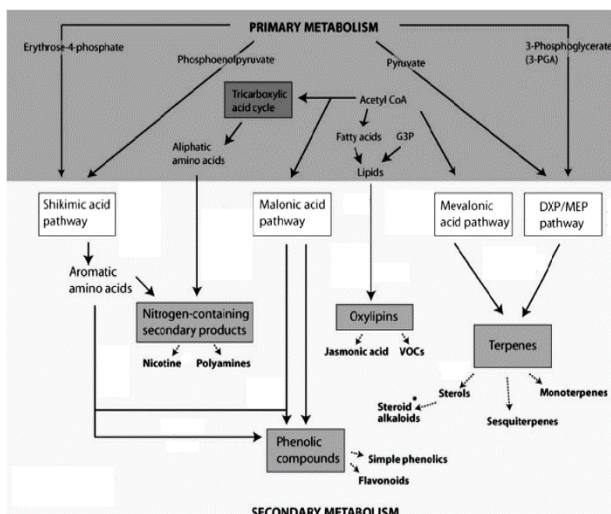 PRIMARY METABOLISM
Erythrose-4-phosphate
Phosphoenolpyruvate
Pyruvate
3-Phosphoglycerate
(3-PGA)
Tricarboxylic
acid cycle
Acetyl CoA
Aliphatic
amino acids
Fatty acids
G3P
Lipids
Shikimic acid
pathway
Malonic acid
pathway
Mevalonic
acid pathway
DXP/MEP
pathway
Aromatic
amino acids
Nitrogen-containing
secondary products
Nicotine
Polyamines
Oxylipins
Jasmonic acid
VOCs
Terpenes
Sterols
Monoterpenes
Steroid
alkaloids
Sesquiterpenes
Phenolic
compounds
Simple phenolics
Flavonoids
SECONDARY METABOLISM